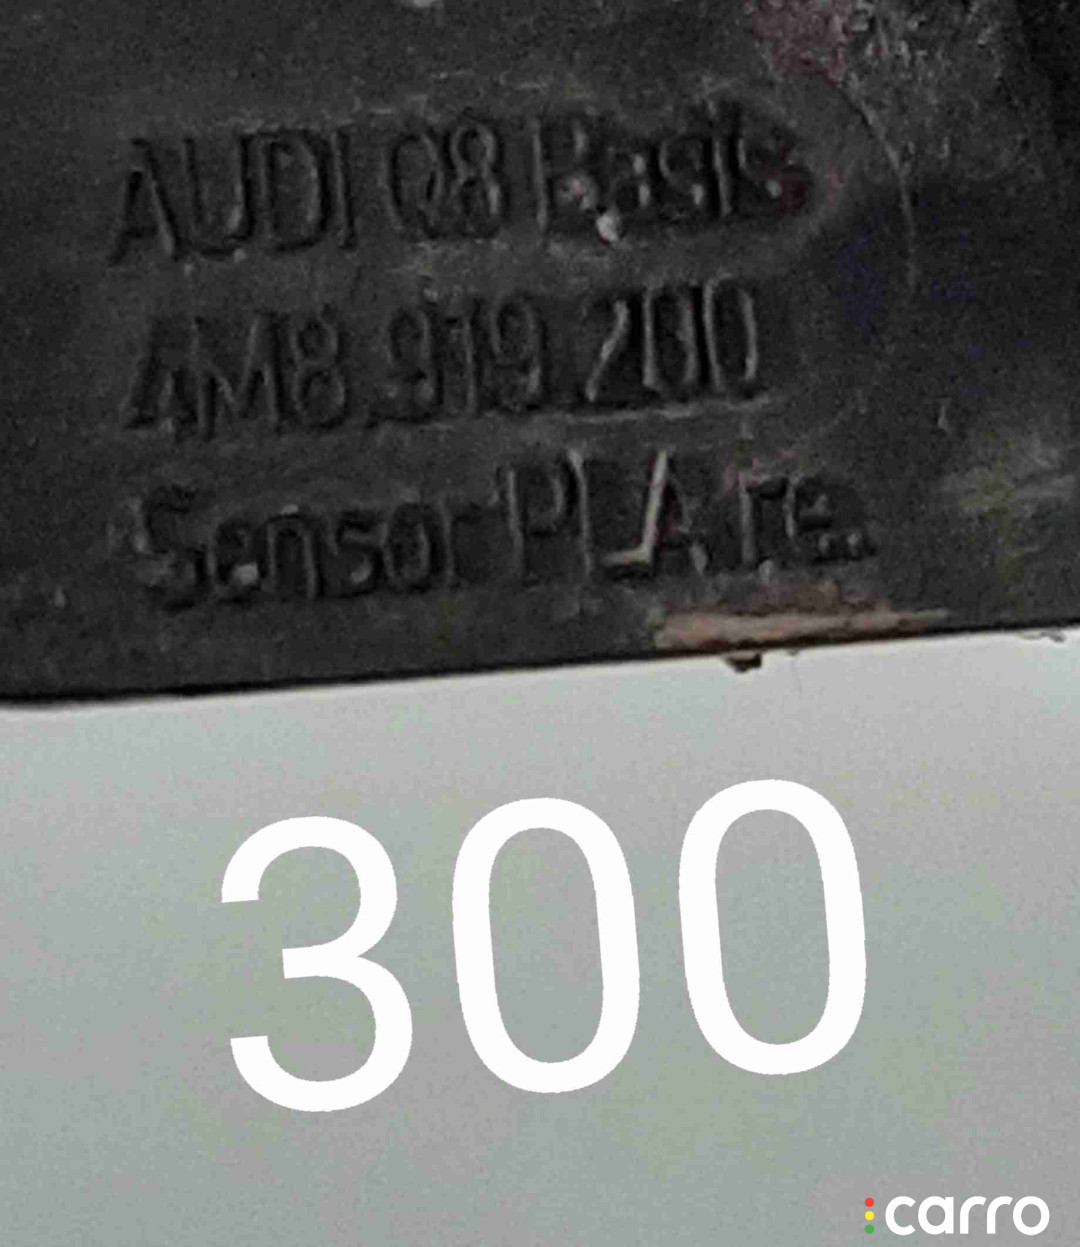 AUDI Q8 Basis
4M8.919.200
Sensor PLA re.
300
carro